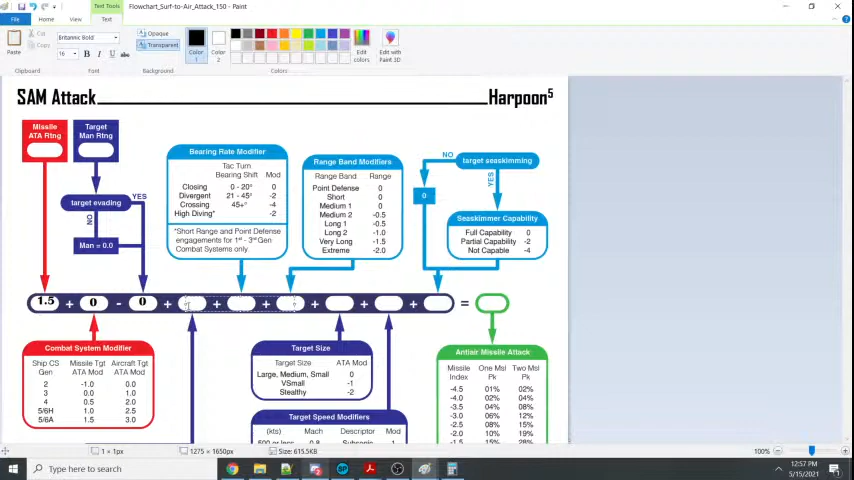 Text Tools
Flowchart_Surf-to-Air_Attack_150 - Paint
File
Home
View
Text
Paste
Cut
Copy
Clipboard
Britannic Bold
16
B
I
U
abc
Font
Opaque
Transparent
Background
Color 1
Color 2
Colors
Edit colors
Edit with Paint 3D
SAM Attack
Harpoon5
Missile ATA Rtng
Target Man Rtng
target evading
YES
NO
Man = 0.0
Bearing Rate Modifier
Tac Turn
Bearing Shift Mod
Closing 0 - 20° 0
Divergent 21 - 45° -2
Crossing 45+° -4
High Diving* -2
*Short Range and Point Defense
engagements for 1st - 3rd Gen
Combat Systems only
Range Band Modifiers
Range Band Range
Point Defense 0
Short 0
Medium 1 0
Medium 2 -0.5
Long 1 -0.5
Long 2 -1.0
Very Long -1.5
Extreme -2.0
NO
target seaskimming
YES
0
Seaskimmer Capability
Full Capability 0
Partial Capability -2
Not Capable -4
1.5 + 0 - 0 + + + + + =
Combat System Modifier
Ship CS Missile Tgt Aircraft Tgt
Gen ATA Mod ATA Mod
2 -1.0 0.0
3 0.0 1.0
4 0.5 2.0
5/6H 1.0 2.5
5/6A 1.5 3.0
Target Size
Target Size ATA Mod
Large, Medium, Small 0
VSmall -1
Stealthy -2
Target Speed Modifiers
(kts) Mach Descriptor Mod
500 or less 0.8 Subsonic 1
Antiair Missile Attack
Missile One Msl Two Msl
Index Pk Pk
-4.5 01% 02%
-4.0 02% 04%
-3.5 04% 08%
-3.0 06% 12%
-2.5 08% 15%
-2.0 10% 19%
-1.5 15% 28%
1 × 1px
1275 × 1650px
Size: 615.5KB
100%
Type here to search
12:57 PM
5/15/2021